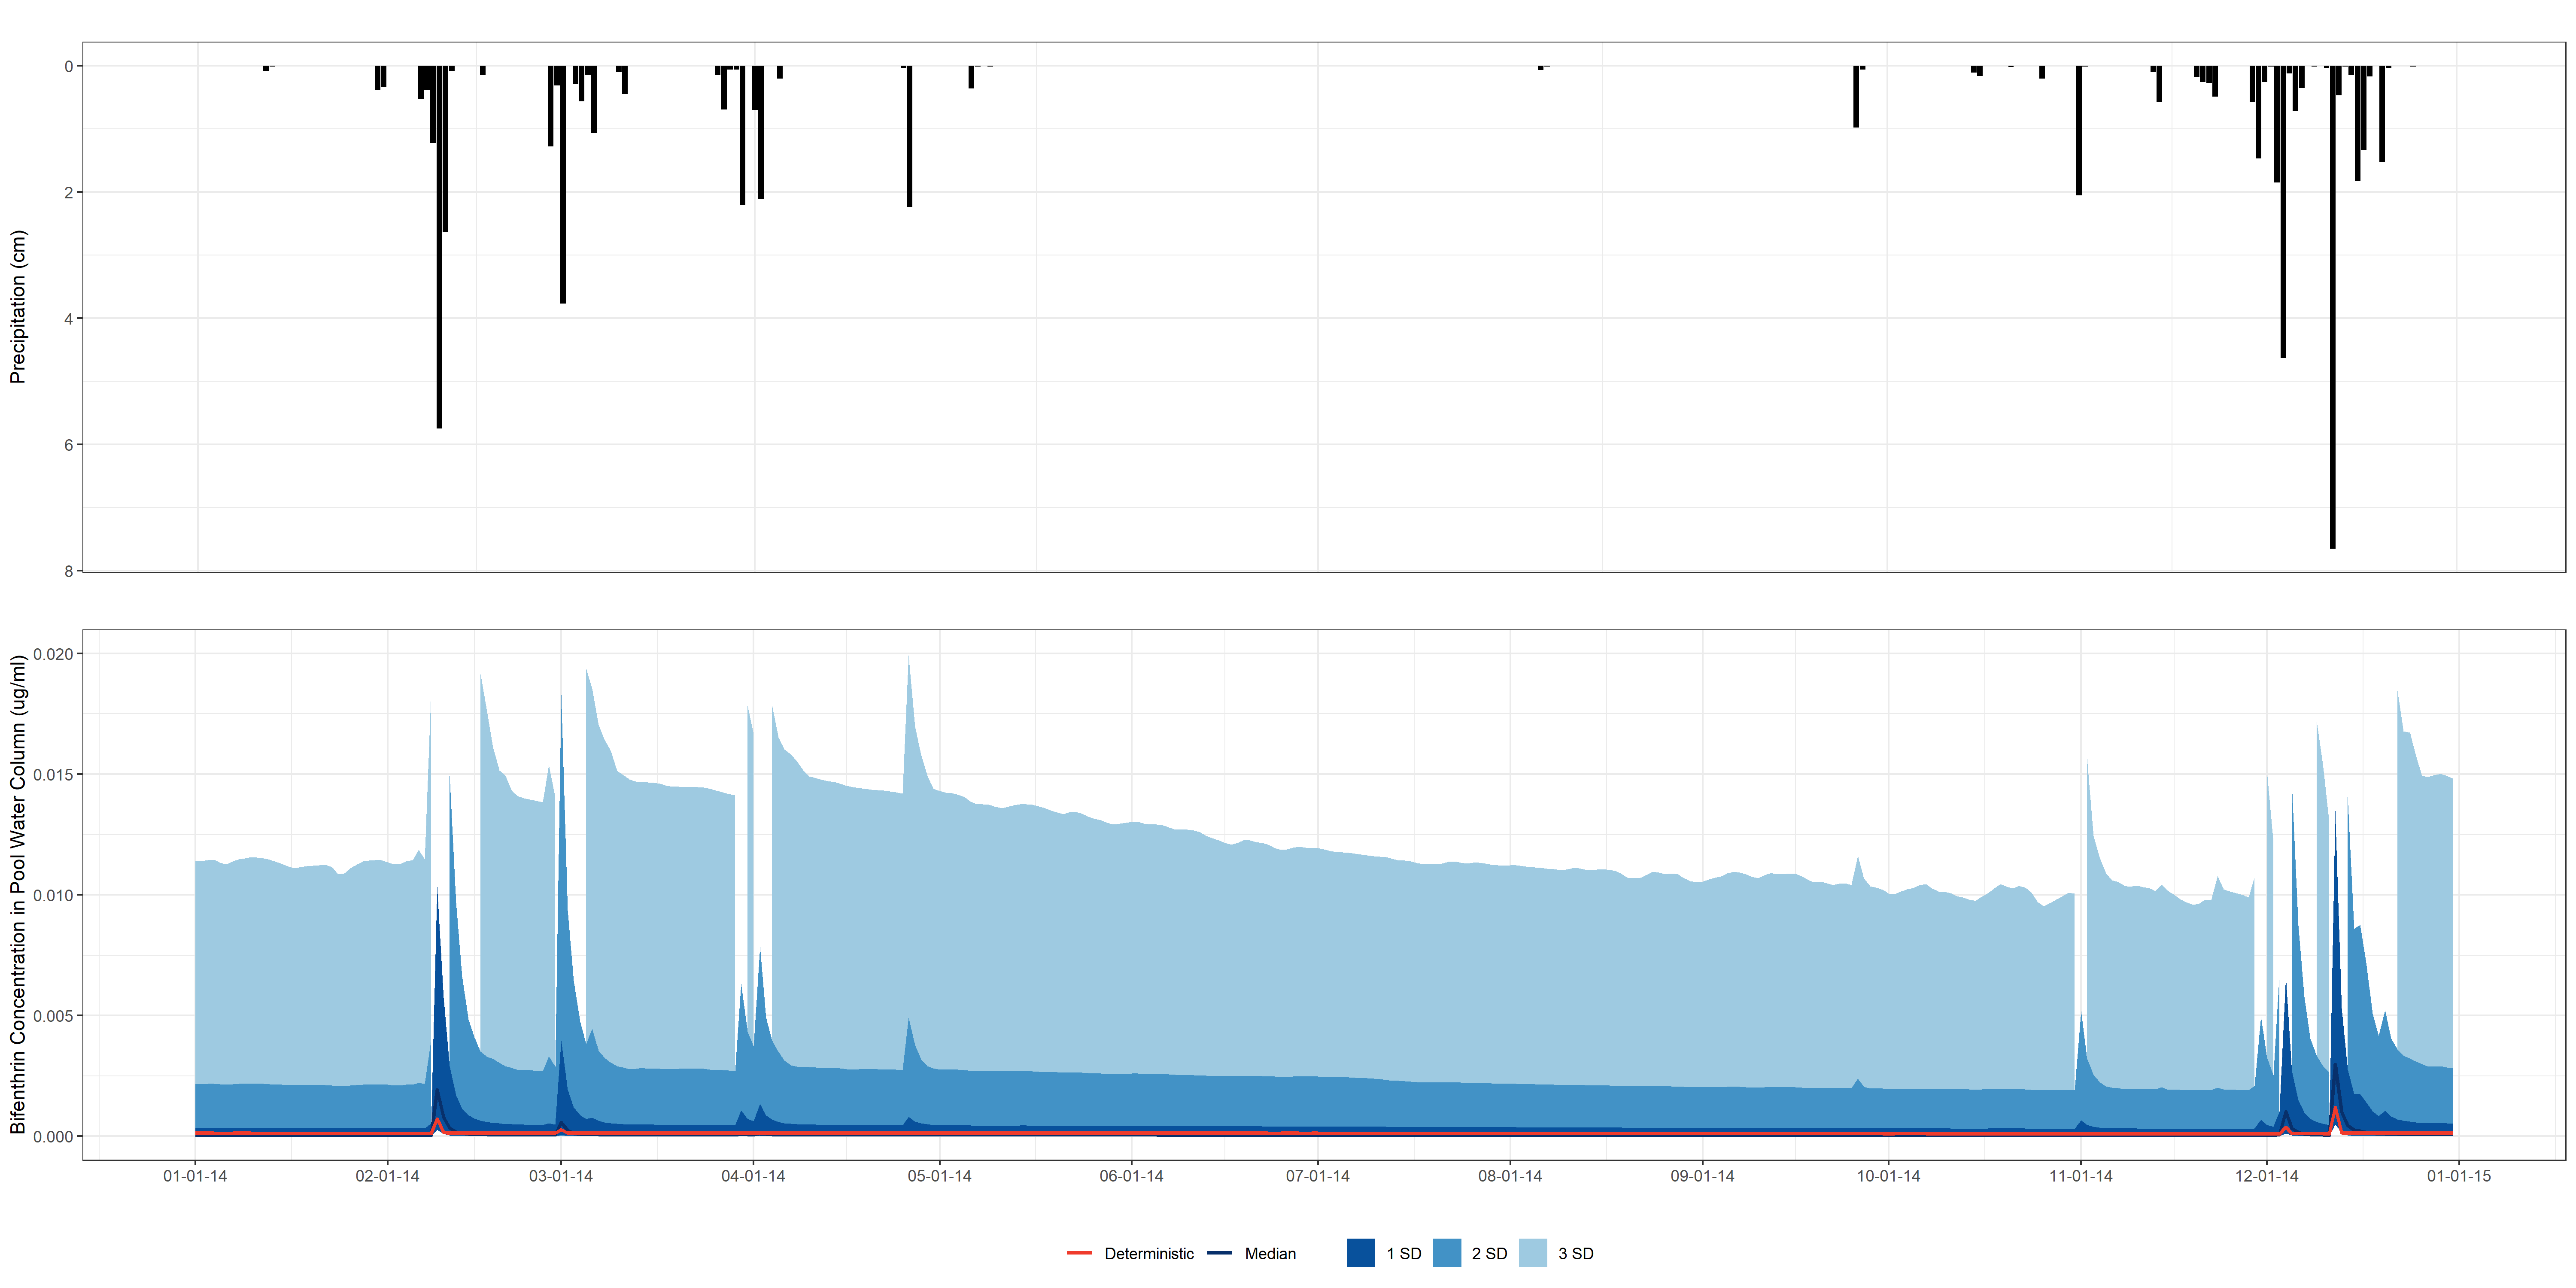 Precipitation (cm)
0
2
4
6
8
Bifenthrin Concentration in Pool Water Column (ug/ml)
0.020
0.015
0.010
0.005
0.000
01-01-14 02-01-14 03-01-14 04-01-14 05-01-14 06-01-14 07-01-14 08-01-14 09-01-14 10-01-14 11-01-14 12-01-14 01-01-15
Deterministic Median 1 SD 2 SD 3 SD